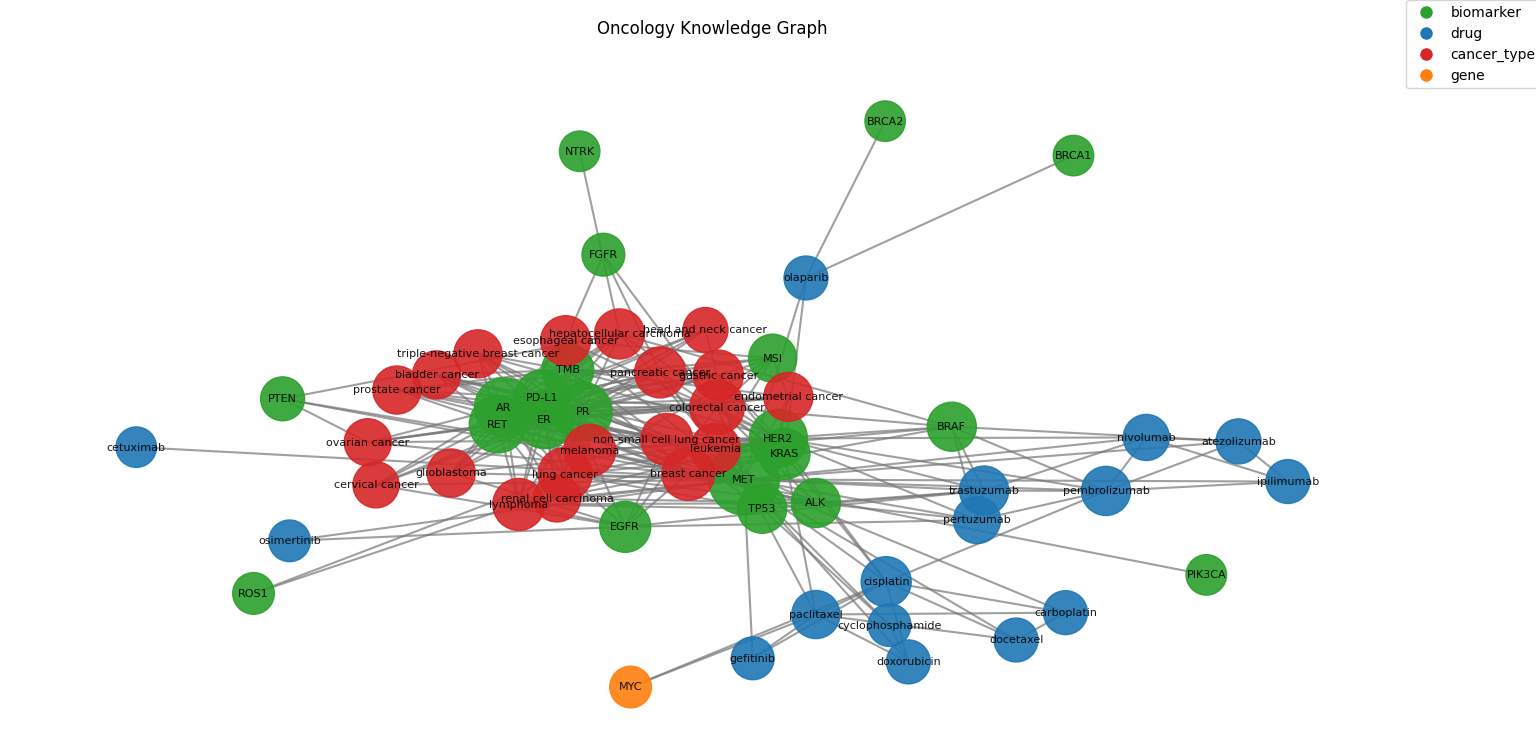 Oncology Knowledge Graph
biomarker
drug
cancer_type
gene
BRCA2
NTRK
BRCA1
FGFR
olaparib
head and neck cancer
hepatocellular carcinoma
esophageal cancer
triple-negative breast cancer
MSI
TMB
pancreatic cancer
bladder cancer
gastric cancer
prostate cancer
endometrial cancer
PTEN
PD-L1
AR
colorectal cancer
PR
ER
RET
BRAF
nivolumab
HER2
non-small cell lung cancer
ovarian cancer
atezolizumab
cetuximab
leukemia
melanoma
KRAS
glioblastoma
breast cancer
lung cancer
MET
ipilimumab
cervical cancer
trastuzumab
pembrolizumab
renal cell carcinoma
ALK
lymphoma
TP53
pertuzumab
EGFR
osimertinib
PIK3CA
cisplatin
ROS1
carboplatin
paclitaxel
cyclophosphamide
docetaxel
gefitinib
doxorubicin
MYC